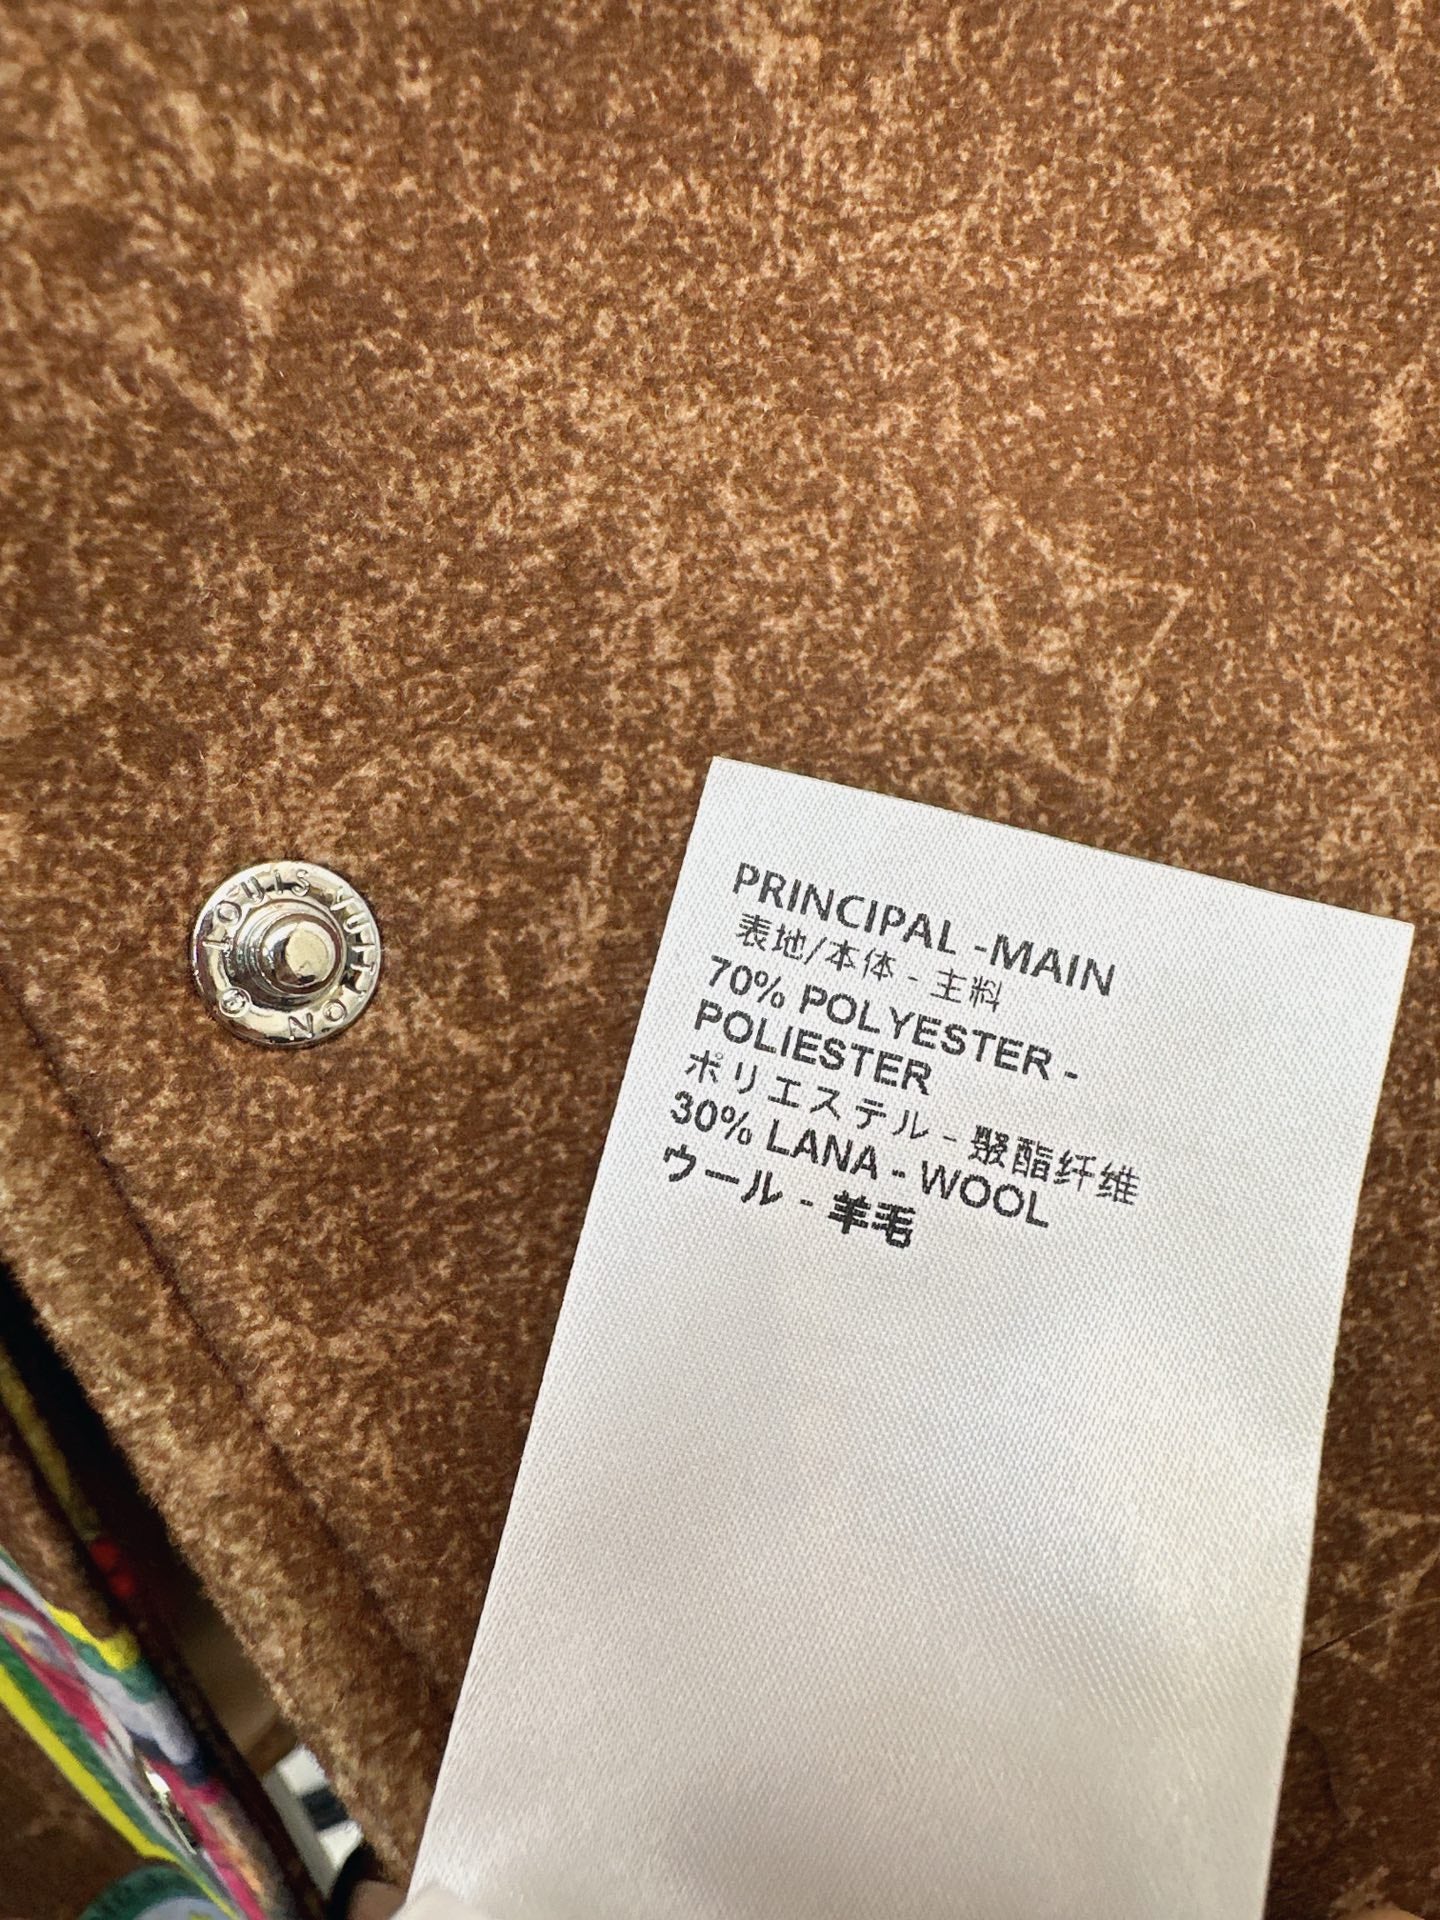 LOUIS VUITTON ®
PRINCIPAL -MAIN
表地/本体 - 主料
70% POLYESTER -
POLIESTER
ポリエステル - 聚酯纤维
30% LANA - WOOL
ウール - 羊毛